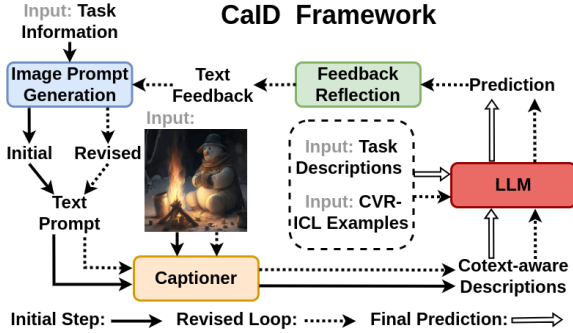 CaID Framework
Input: Task
Information
Image Prompt
Generation
Text
Feedback
Feedback
Reflection
Prediction
Input:
Initial
Revised
Input: Task
Descriptions
Input: CVR-
ICL Examples
LLM
Text
Prompt
Captioner
Cotext-aware
Descriptions
Initial Step:
Revised Loop:
Final Prediction: